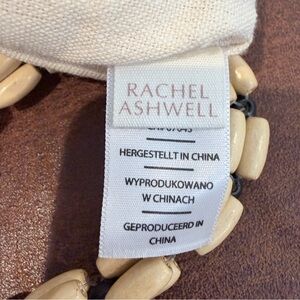 RACHEL
ASHWELL
HERGESTELLT IN CHINA
WYPRODUKOWANO
W CHINACH
GEPRODUCEERD IN
CHINA